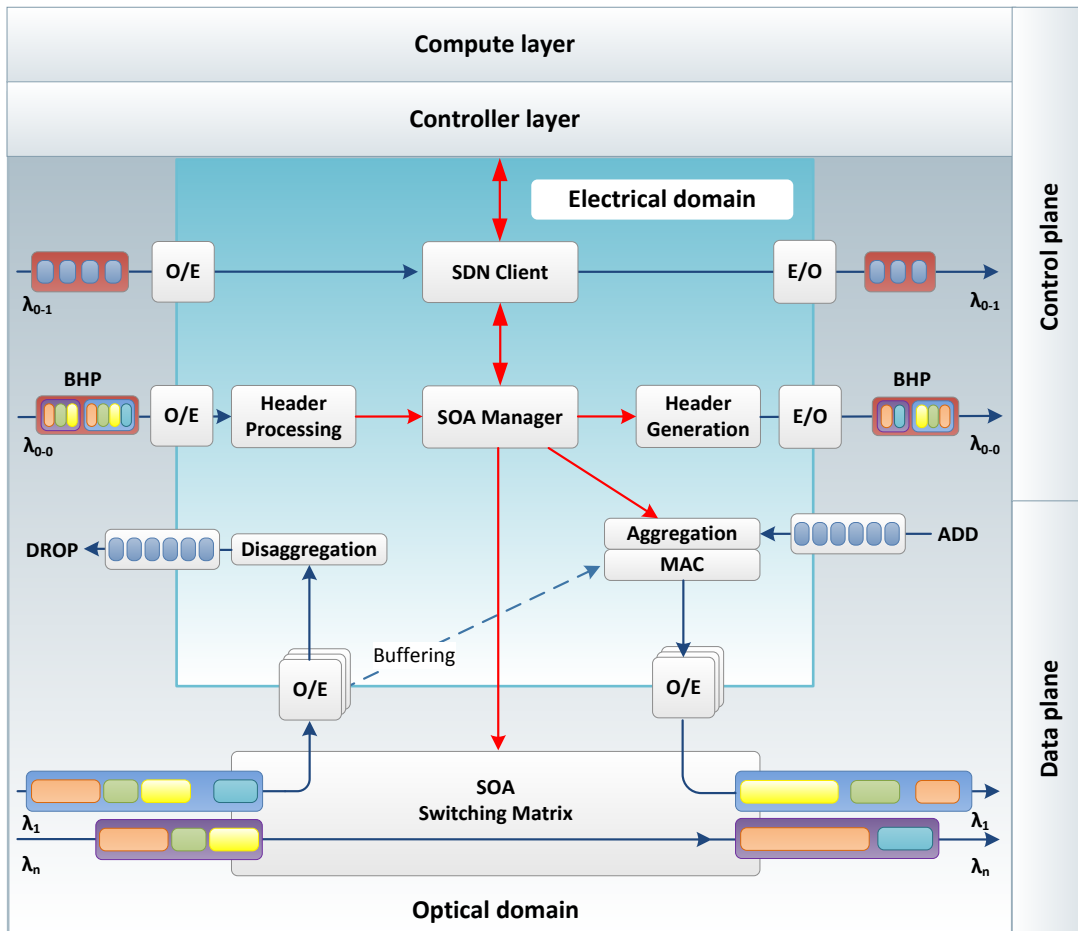 Compute layer
Controller layer
Control plane
Electrical domain
O/E
SDN Client
E/O
λ0-1
λ0-1
BHP
BHP
O/E
Header
Processing
SOA Manager
Header
Generation
E/O
λ0-0
λ0-0
DROP
Disaggregation
Aggregation
MAC
ADD
Data plane
Buffering
O/E
O/E
SOA
Switching Matrix
λ1
λ1
λn
λn
Optical domain